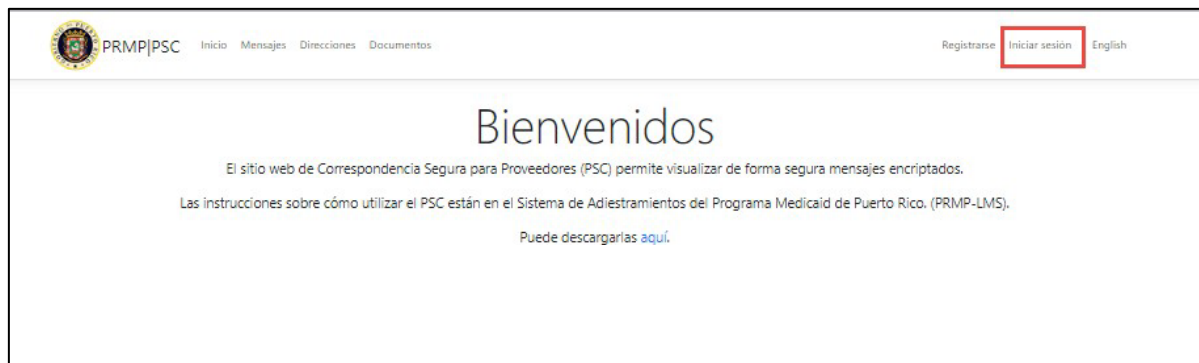 PRMP|PSC Inicio Mensajes Direcciones Documentos Registrarse Iniciar sesión English
Bienvenidos
El sitio web de Correspondencia Segura para Proveedores (PSC) permite visualizar de forma segura mensajes encriptados.
Las instrucciones sobre cómo utilizar el PSC están en el Sistema de Adiestramientos del Programa Medicaid de Puerto Rico. (PRMP-LMS).
Puede descargarlas aquí.